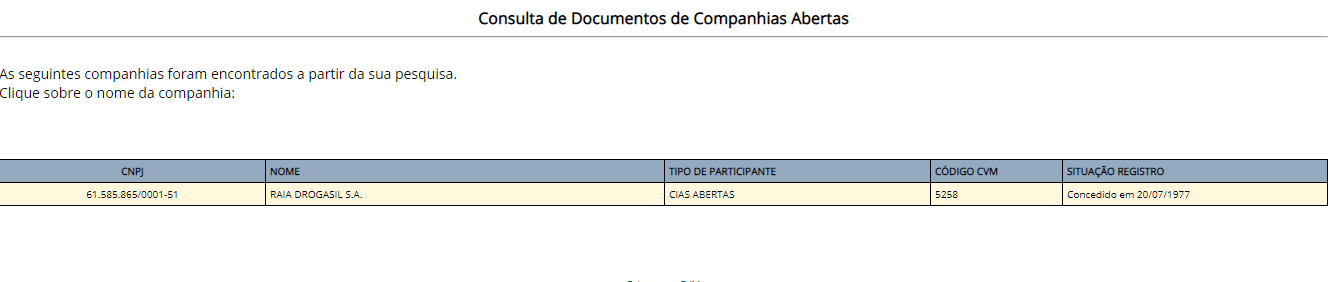 Consulta de Documentos de Companhias Abertas
As seguintes companhias foram encontrados a partir da sua pesquisa.
Clique sobre o nome da companhia:
CNPJ NOME TIPO DE PARTICIPANTE CÓDIGO CVM SITUAÇÃO REGISTRO
61.585.865/0001-51 RAIA DROGASIL S.A. CIAS ABERTAS 5258 Concedido em 20/07/1977